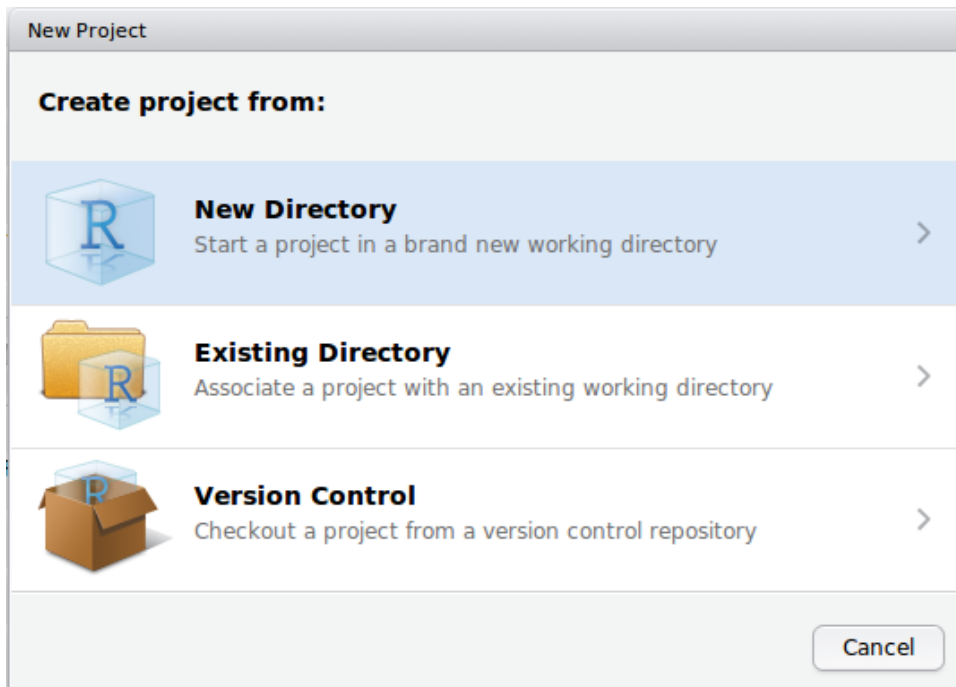 New Project
Create project from:
R
New Directory
Start a project in a brand new working directory
R
Existing Directory
Associate a project with an existing working directory
R
Version Control
Checkout a project from a version control repository
Cancel